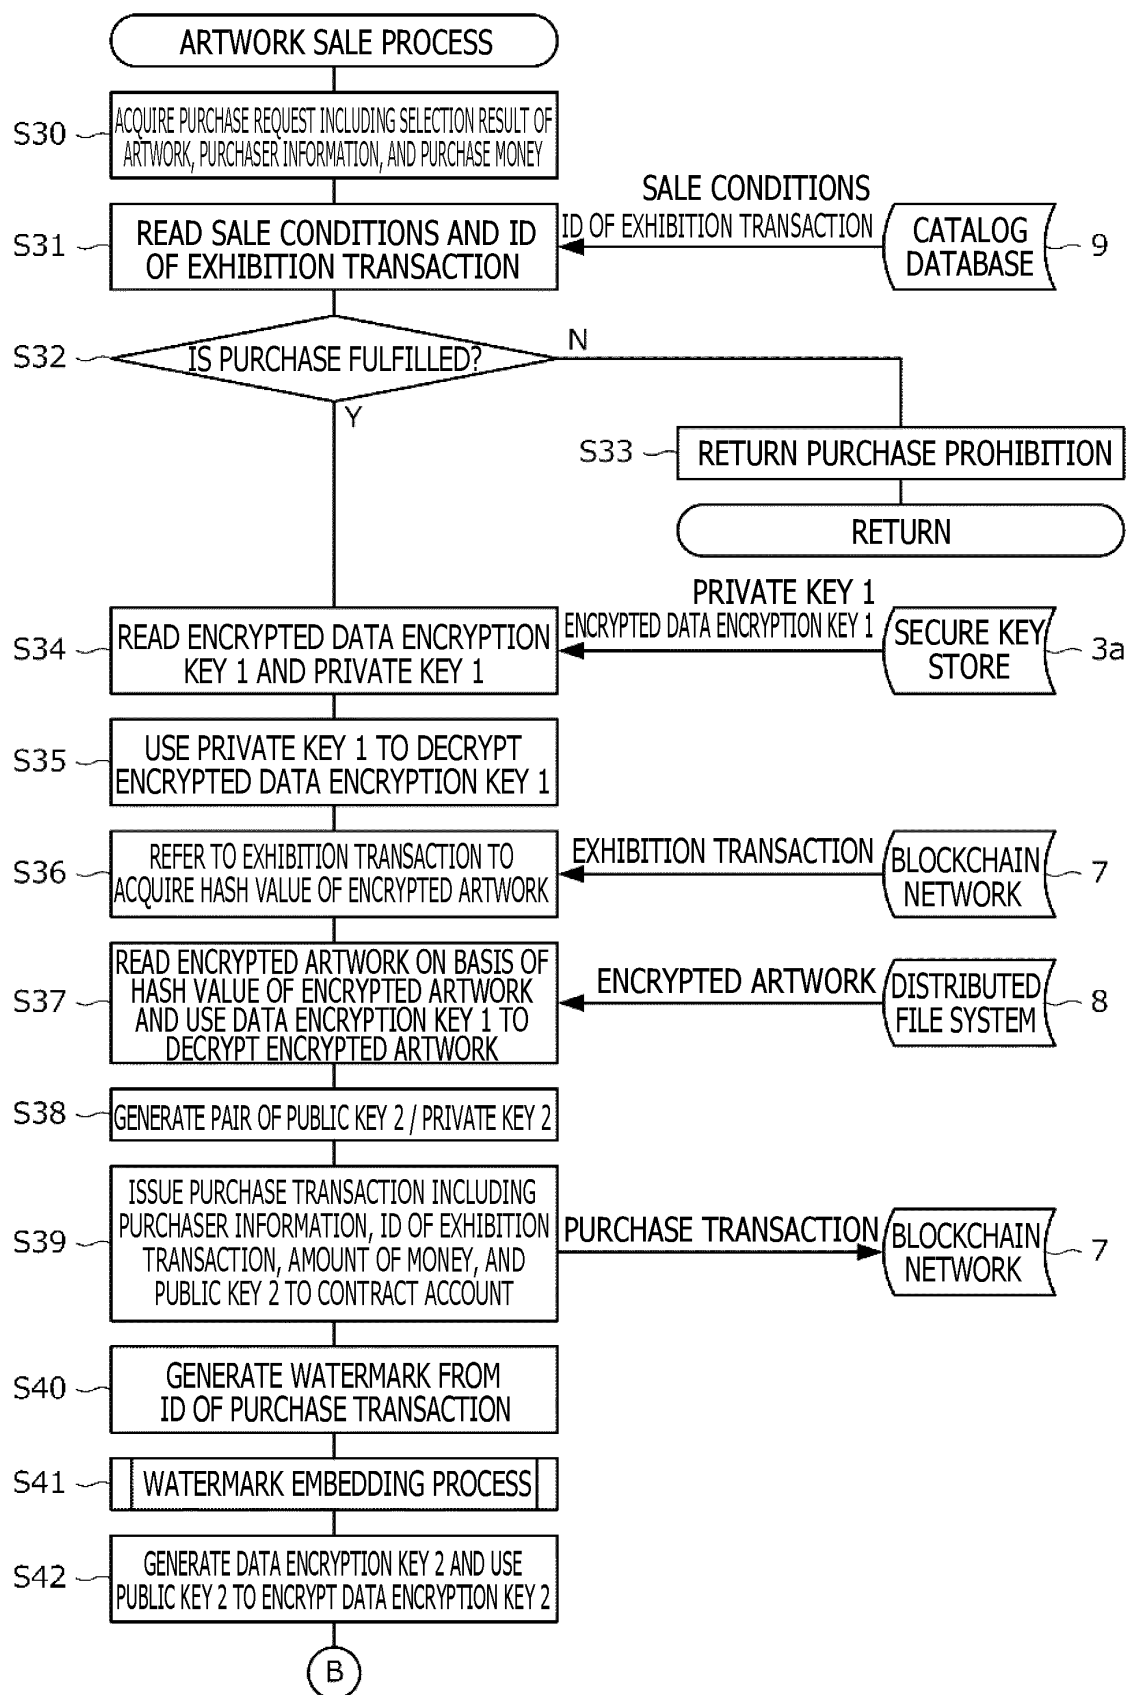 ARTWORK SALE PROCESS
S30
ACQUIRE PURCHASE REQUEST INCLUDING SELECTION RESULT OF
ARTWORK, PURCHASER INFORMATION, AND PURCHASE MONEY
S31
READ SALE CONDITIONS AND ID
OF EXHIBITION TRANSACTION
SALE CONDITIONS
ID OF EXHIBITION TRANSACTION
CATALOG
DATABASE
9
S32
IS PURCHASE FULFILLED?
N
Y
S33
RETURN PURCHASE PROHIBITION
RETURN
S34
READ ENCRYPTED DATA ENCRYPTION
KEY 1 AND PRIVATE KEY 1
PRIVATE KEY 1
ENCRYPTED DATA ENCRYPTION KEY 1
SECURE KEY
STORE
3a
S35
USE PRIVATE KEY 1 TO DECRYPT
ENCRYPTED DATA ENCRYPTION KEY 1
S36
REFER TO EXHIBITION TRANSACTION TO
ACQUIRE HASH VALUE OF ENCRYPTED ARTWORK
EXHIBITION TRANSACTION
BLOCKCHAIN
NETWORK
7
S37
READ ENCRYPTED ARTWORK ON BASIS OF
HASH VALUE OF ENCRYPTED ARTWORK
AND USE DATA ENCRYPTION KEY 1 TO
DECRYPT ENCRYPTED ARTWORK
ENCRYPTED ARTWORK
DISTRIBUTED
FILE SYSTEM
8
S38
GENERATE PAIR OF PUBLIC KEY 2 / PRIVATE KEY 2
S39
ISSUE PURCHASE TRANSACTION INCLUDING
PURCHASER INFORMATION, ID OF EXHIBITION
TRANSACTION, AMOUNT OF MONEY, AND
PUBLIC KEY 2 TO CONTRACT ACCOUNT
PURCHASE TRANSACTION
BLOCKCHAIN
NETWORK
7
S40
GENERATE WATERMARK FROM
ID OF PURCHASE TRANSACTION
S41
WATERMARK EMBEDDING PROCESS
S42
GENERATE DATA ENCRYPTION KEY 2 AND USE
PUBLIC KEY 2 TO ENCRYPT DATA ENCRYPTION KEY 2
B